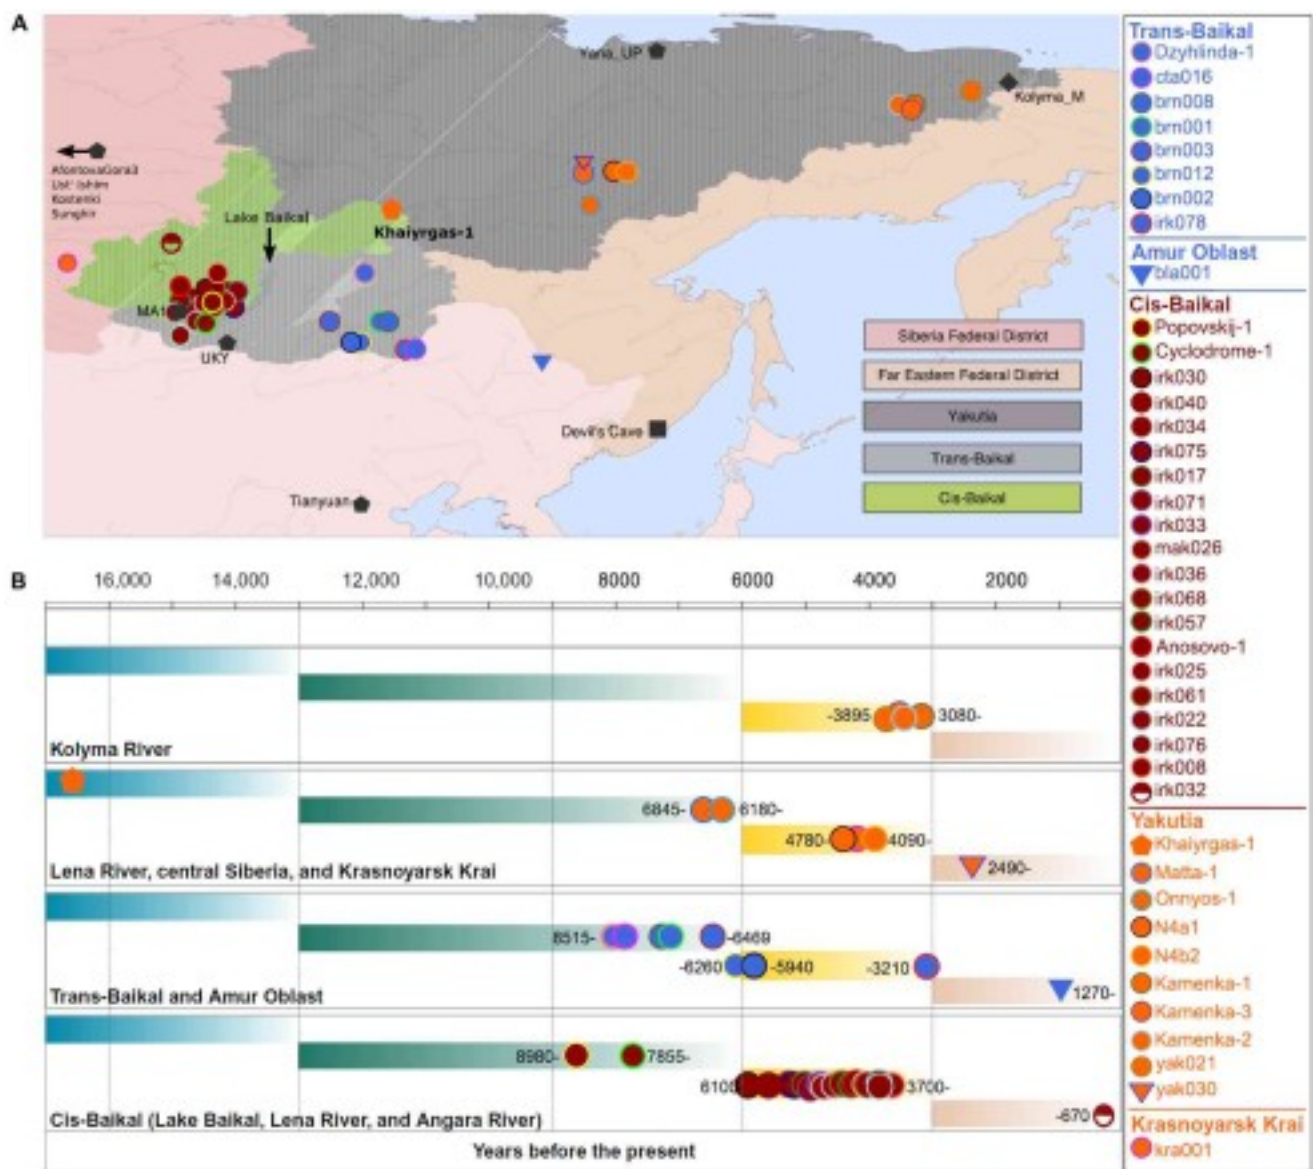 A
Yana_UP
Kolyma_M
AfontovaGora3
Ust' Ishim
Kostenki
Sunghir
Lake Baikal
Khaiyrgas-1
MA1
UKY
Devil's Cave
Tianyuan
Siberia Federal District
Far Eastern Federal District
Yakutia
Trans-Baikal
Cis-Baikal
B
16,000 14,000 12,000 10,000 8000 6000 4000 2000
-3895 3080-
Kolyma River
6845- 6180-
4780- 4090-
2490-
Lena River, central Siberia, and Krasnoyarsk Krai
8515- -6469
-6260 -5940 -3210
1270-
Trans-Baikal and Amur Oblast
8980- 7855-
6100 3700-
-670
Cis-Baikal (Lake Baikal, Lena River, and Angara River)
Years before the present
Trans-Baikal
Dzyhlinda-1
cta016
brn008
brn001
brn003
brn012
brn002
irk078
Amur Oblast
bla001
Cis-Baikal
Popovskij-1
Cyclodrome-1
irk030
irk040
irk034
irk075
irk017
irk071
irk033
mak026
irk036
irk068
irk057
Anosovo-1
irk025
irk061
irk022
irk076
irk008
irk032
Yakutia
Khaiyrgas-1
Matta-1
Onnyos-1
N4a1
N4b2
Kamenka-1
Kamenka-3
Kamenka-2
yak021
yak030
Krasnoyarsk Krai
kra001